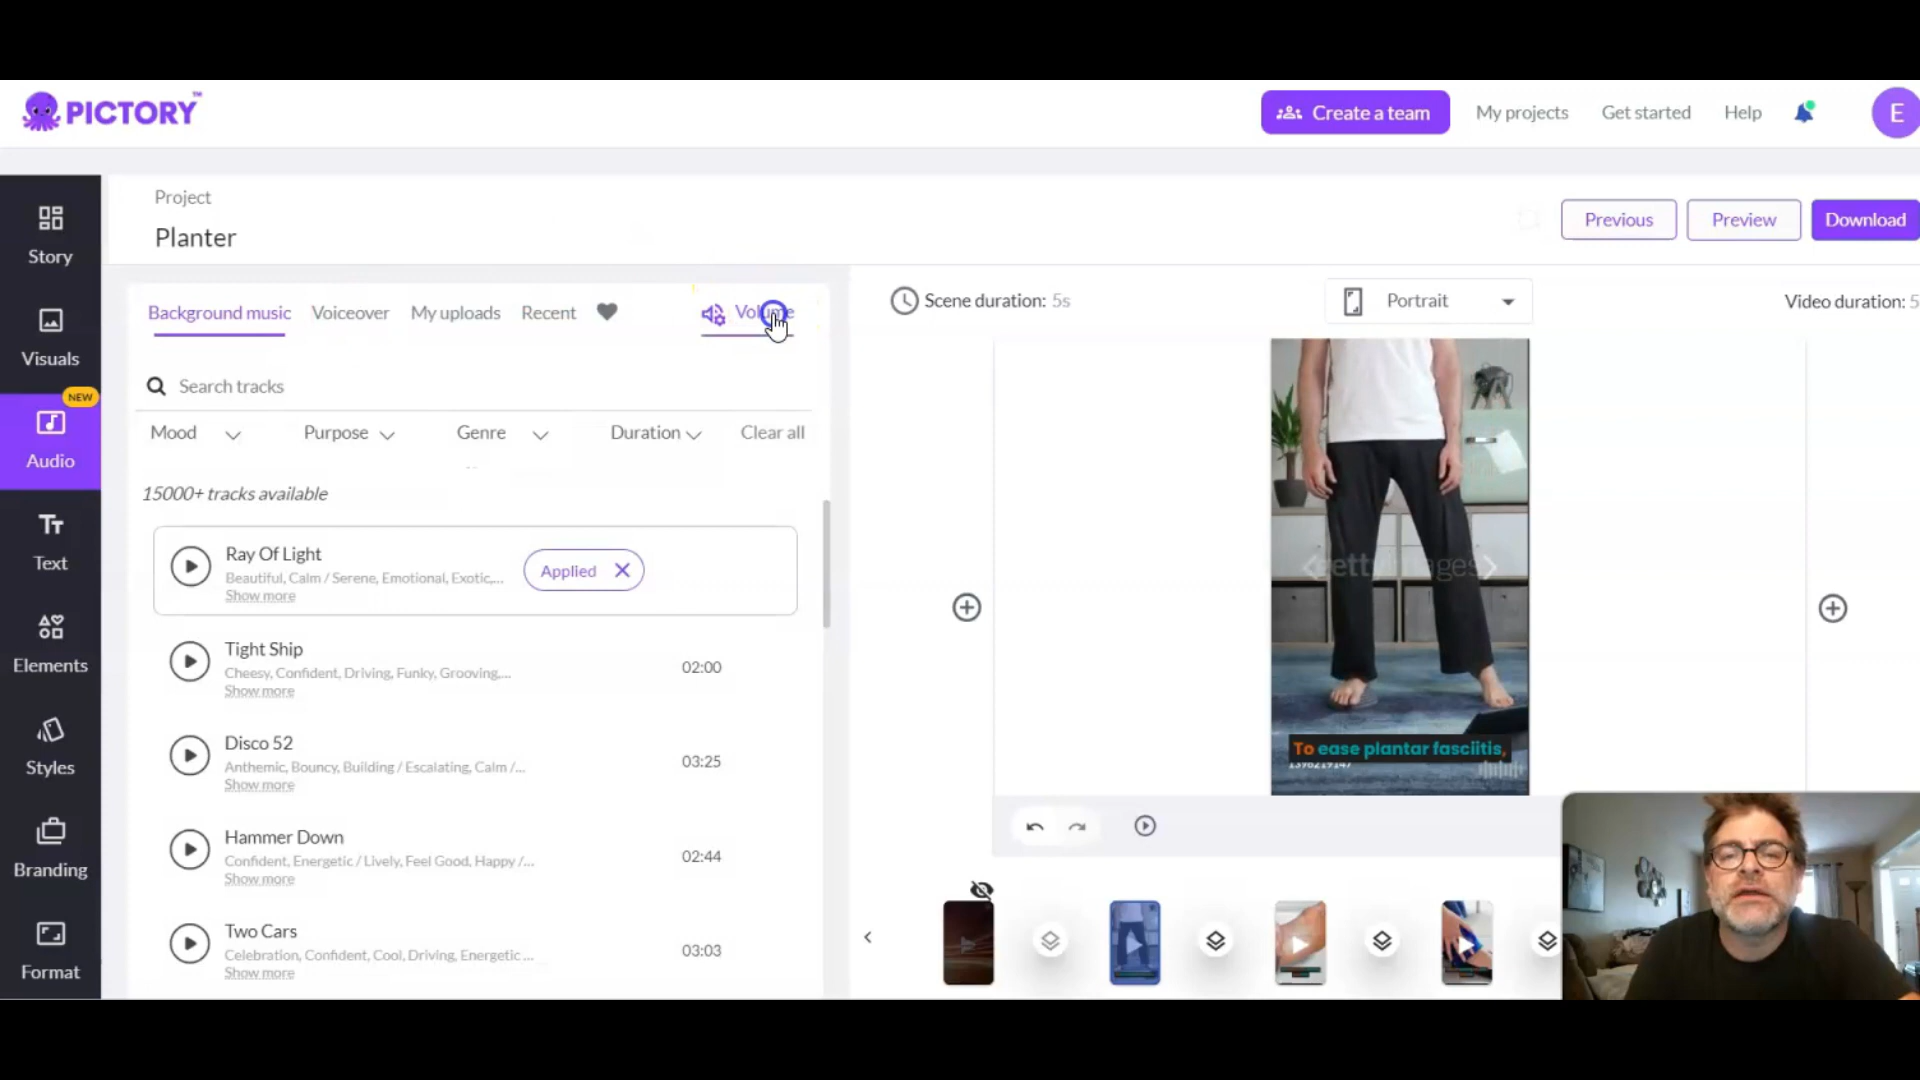 PICTORY™
Create a team
My projects
Get started
Help
E
Project
Planter
Previous
Preview
Download
Story
Visuals
NEW
Audio
Text
Elements
Styles
Branding
Format
Background music
Voiceover
My uploads
Recent
Volume
Search tracks
Mood
Purpose
Genre
Duration
Clear all
15000+ tracks available
Ray Of Light
Beautiful, Calm / Serene, Emotional, Exotic,...
Show more
Applied
Tight Ship
Cheesy, Confident, Driving, Funky, Grooving,...
Show more
02:00
Disco 52
Anthemic, Bouncy, Building / Escalating, Calm /...
Show more
03:25
Hammer Down
Confident, Energetic / Lively, Feel Good, Happy /...
Show more
02:44
Two Cars
Celebration, Confident, Cool, Driving, Energetic ...
Show more
03:03
Scene duration: 5s
Portrait
Video duration: 5
To ease plantar fasciitis,